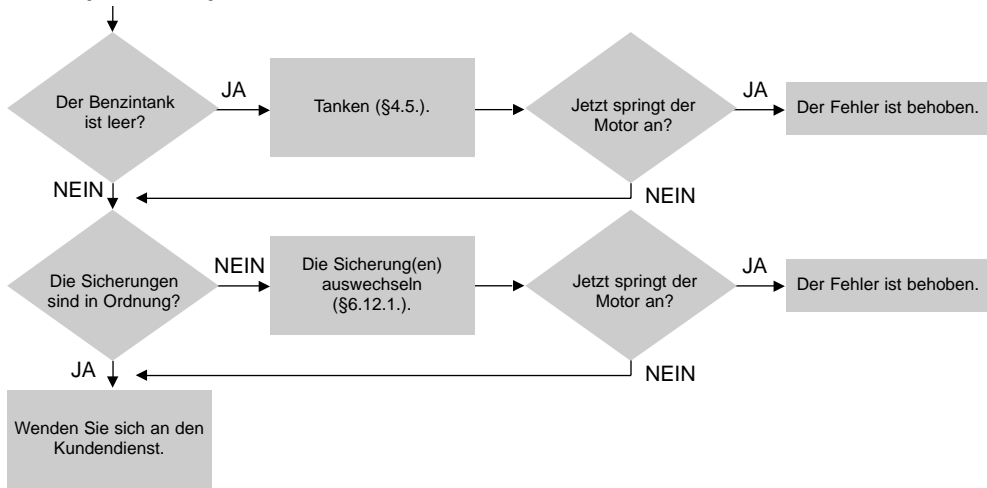 Der Benzintank
ist leer?
JA
Tanken (§4.5.).
Jetzt springt der
Motor an?
JA
Der Fehler ist behoben.
NEIN
NEIN
Die Sicherungen
sind in Ordnung?
NEIN
Die Sicherung(en)
auswechseln
(§6.12.1.).
Jetzt springt der
Motor an?
JA
Der Fehler ist behoben.
JA
NEIN
Wenden Sie sich an den
Kundendienst.